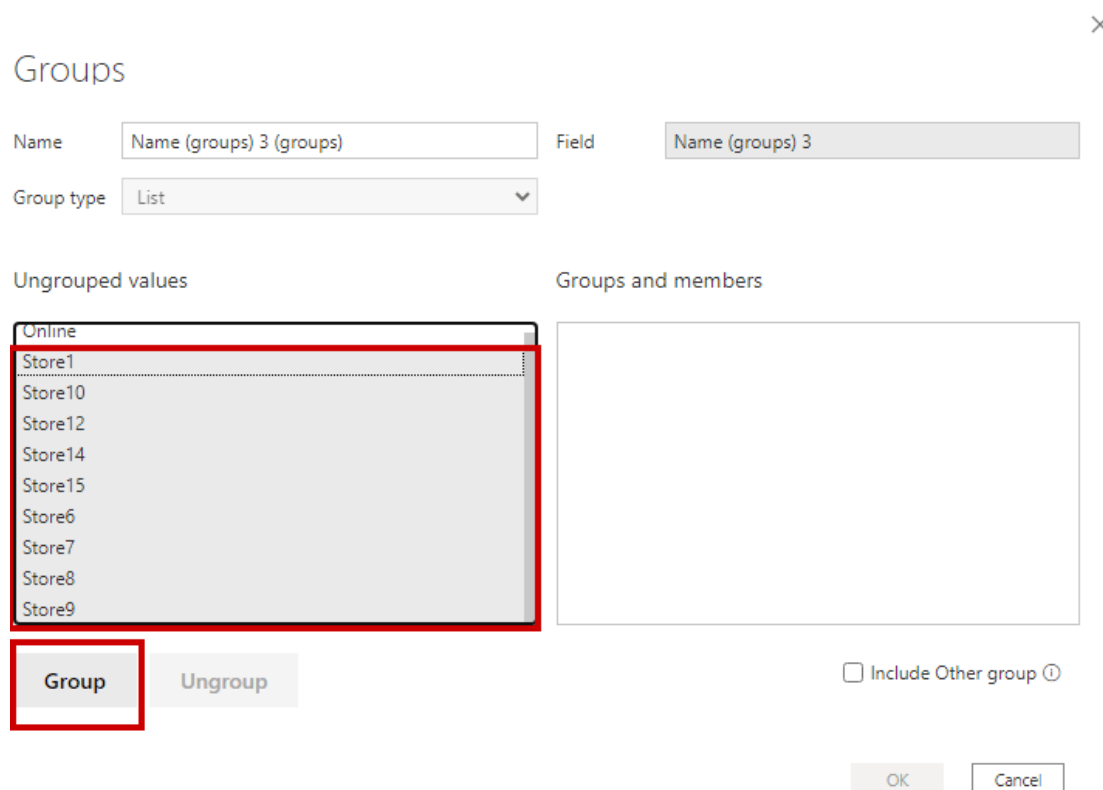 Groups
Name Name (groups) 3 (groups) Field Name (groups) 3
Group type List
Ungrouped values Groups and members
Online
Store1
Store10
Store12
Store14
Store15
Store6
Store7
Store8
Store9
Group Ungroup Include Other group
OK Cancel